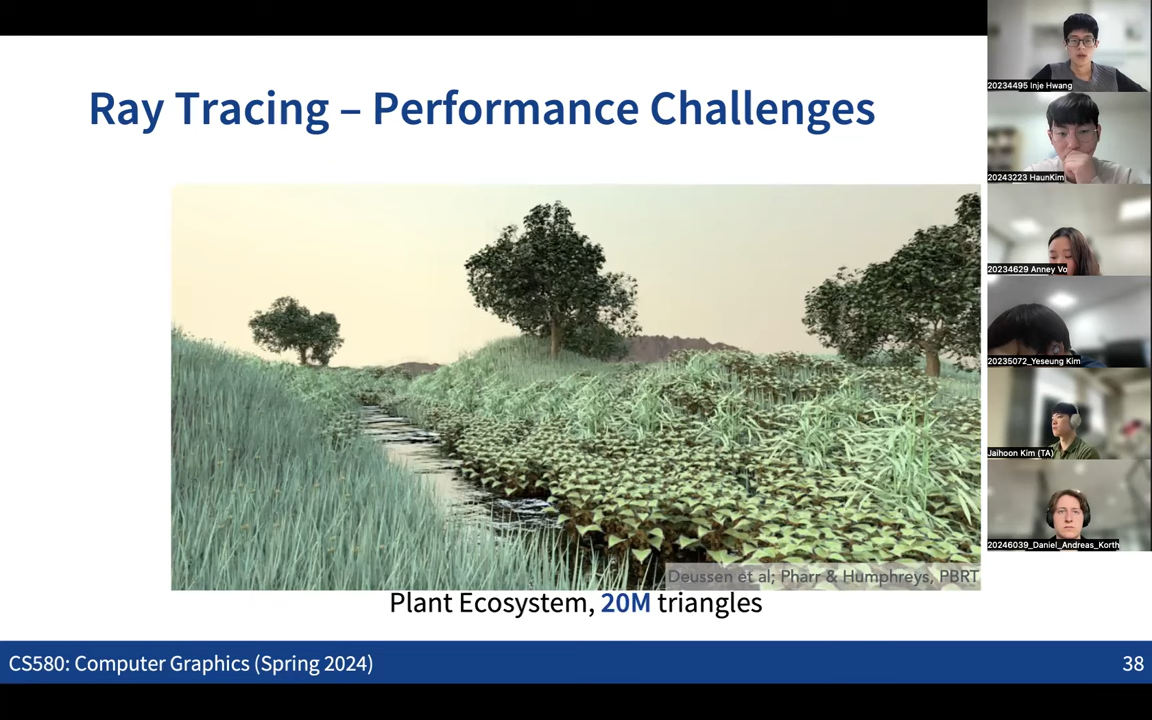 Ray Tracing – Performance Challenges
Deussen et al; Pharr & Humphreys, PBRT
Plant Ecosystem, 20M triangles
CS580: Computer Graphics (Spring 2024)
38
20234495 Inje Hwang
20243223 HaunKim
20234629 Anney Vo
20235072_Yeseung Kim
Jaihoon Kim (TA)
20246039_Daniel_Andreas_Korth